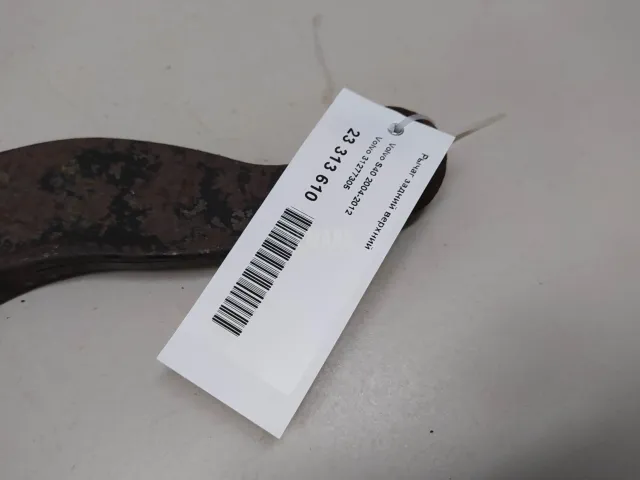 Рычаг задний верхний
Volvo S40 2004-2012
Volvo 31277306
23 313 610